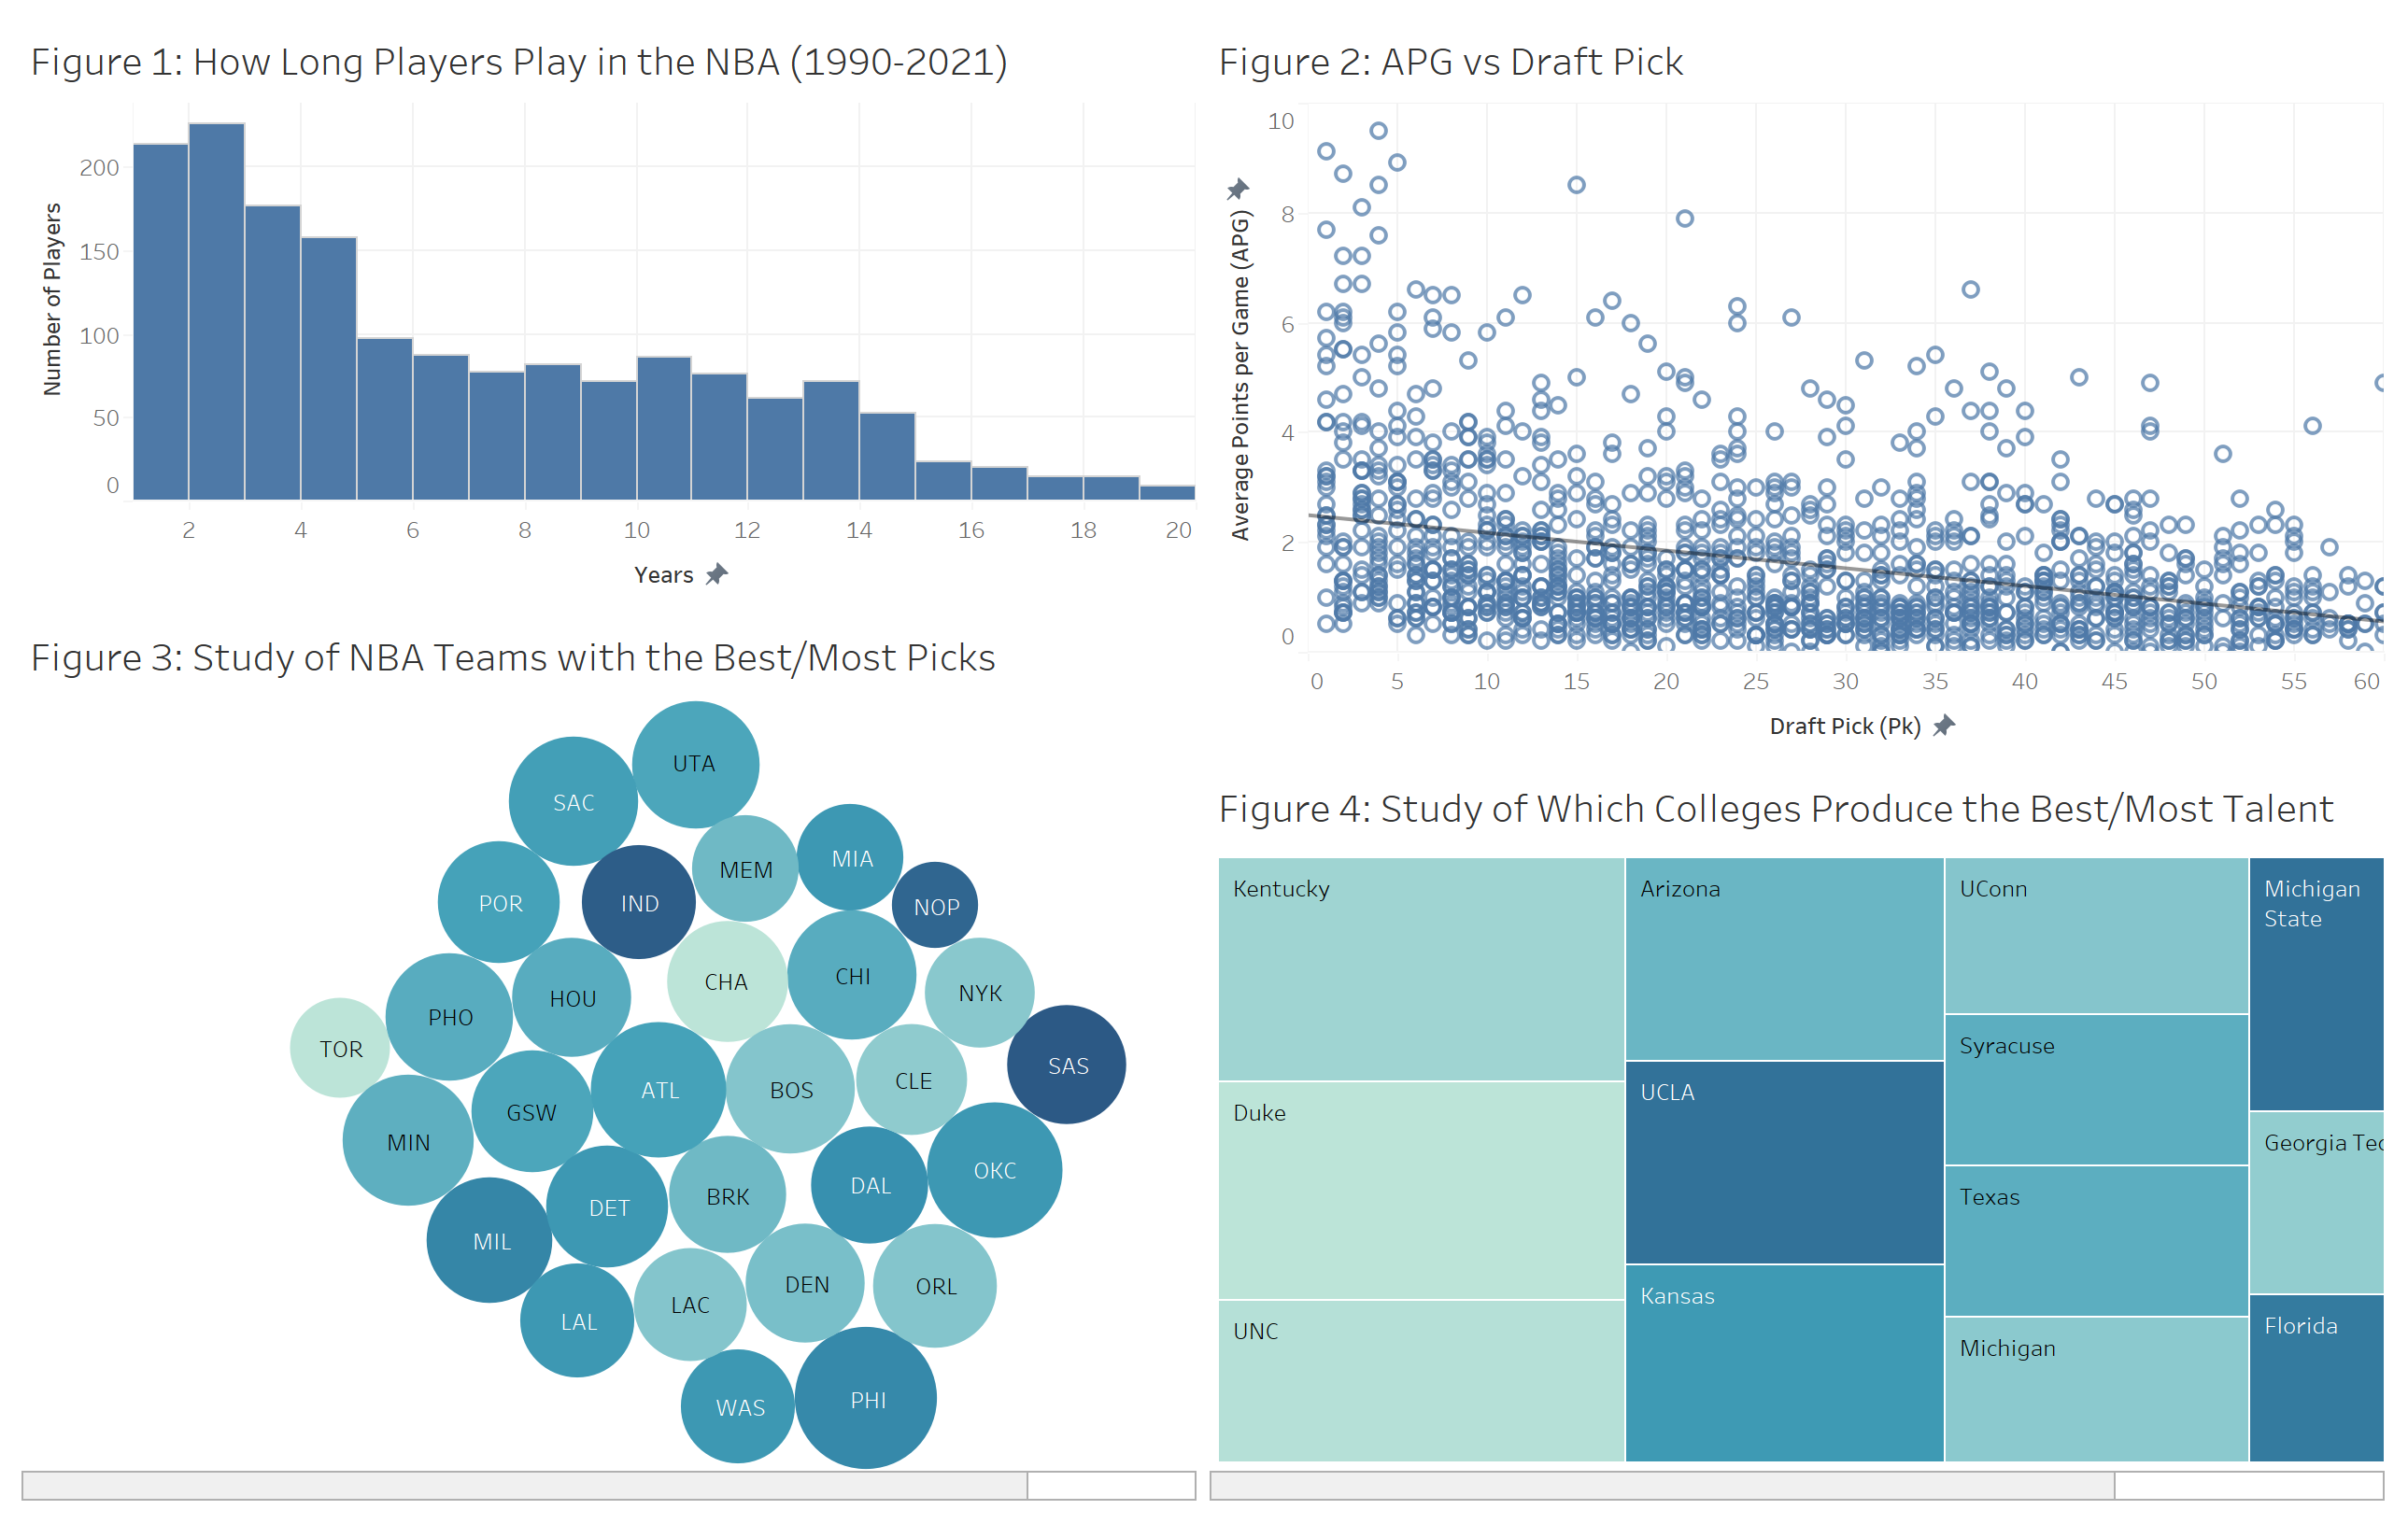 Figure 1: How Long Players Play in the NBA (1990-2021)
200
150
100
50
0
Number of Players
2 4 6 8 10 12 14 16 18 20
Years
Figure 2: APG vs Draft Pick
10
8
6
4
2
0
Average Points per Game (APG)
0 5 10 15 20 25 30 35 40 45 50 55 60
Draft Pick (Pk)
Figure 3: Study of NBA Teams with the Best/Most Picks
UTA
SAC
MEM
MIA
POR
IND
NOP
CHA
CHI
NYK
HOU
PHO
TOR
SAS
ATL
BOS
CLE
GSW
MIN
OKC
DAL
BRK
DET
MIL
DEN
ORL
LAC
LAL
PHI
WAS
Figure 4: Study of Which Colleges Produce the Best/Most Talent
Kentucky
Duke
UNC
Arizona
UCLA
Kansas
UConn
Syracuse
Texas
Michigan
Michigan
State
Georgia Tec
Florida